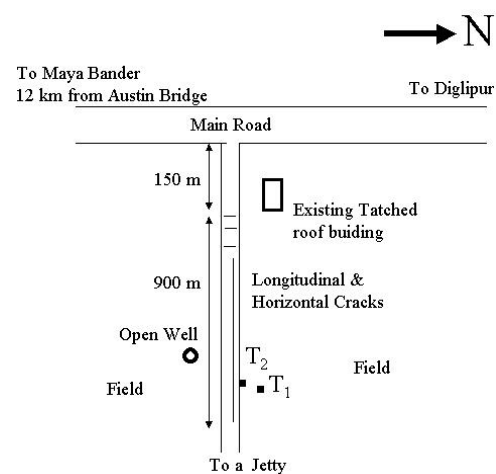 N
To Maya Bander
12 km from Austin Bridge
To Diglipur
Main Road
150 m
Existing Tatched
roof buiding
900 m
Longitudinal &
Horizontal Cracks
Open Well
T2
T1
Field
Field
To a Jetty